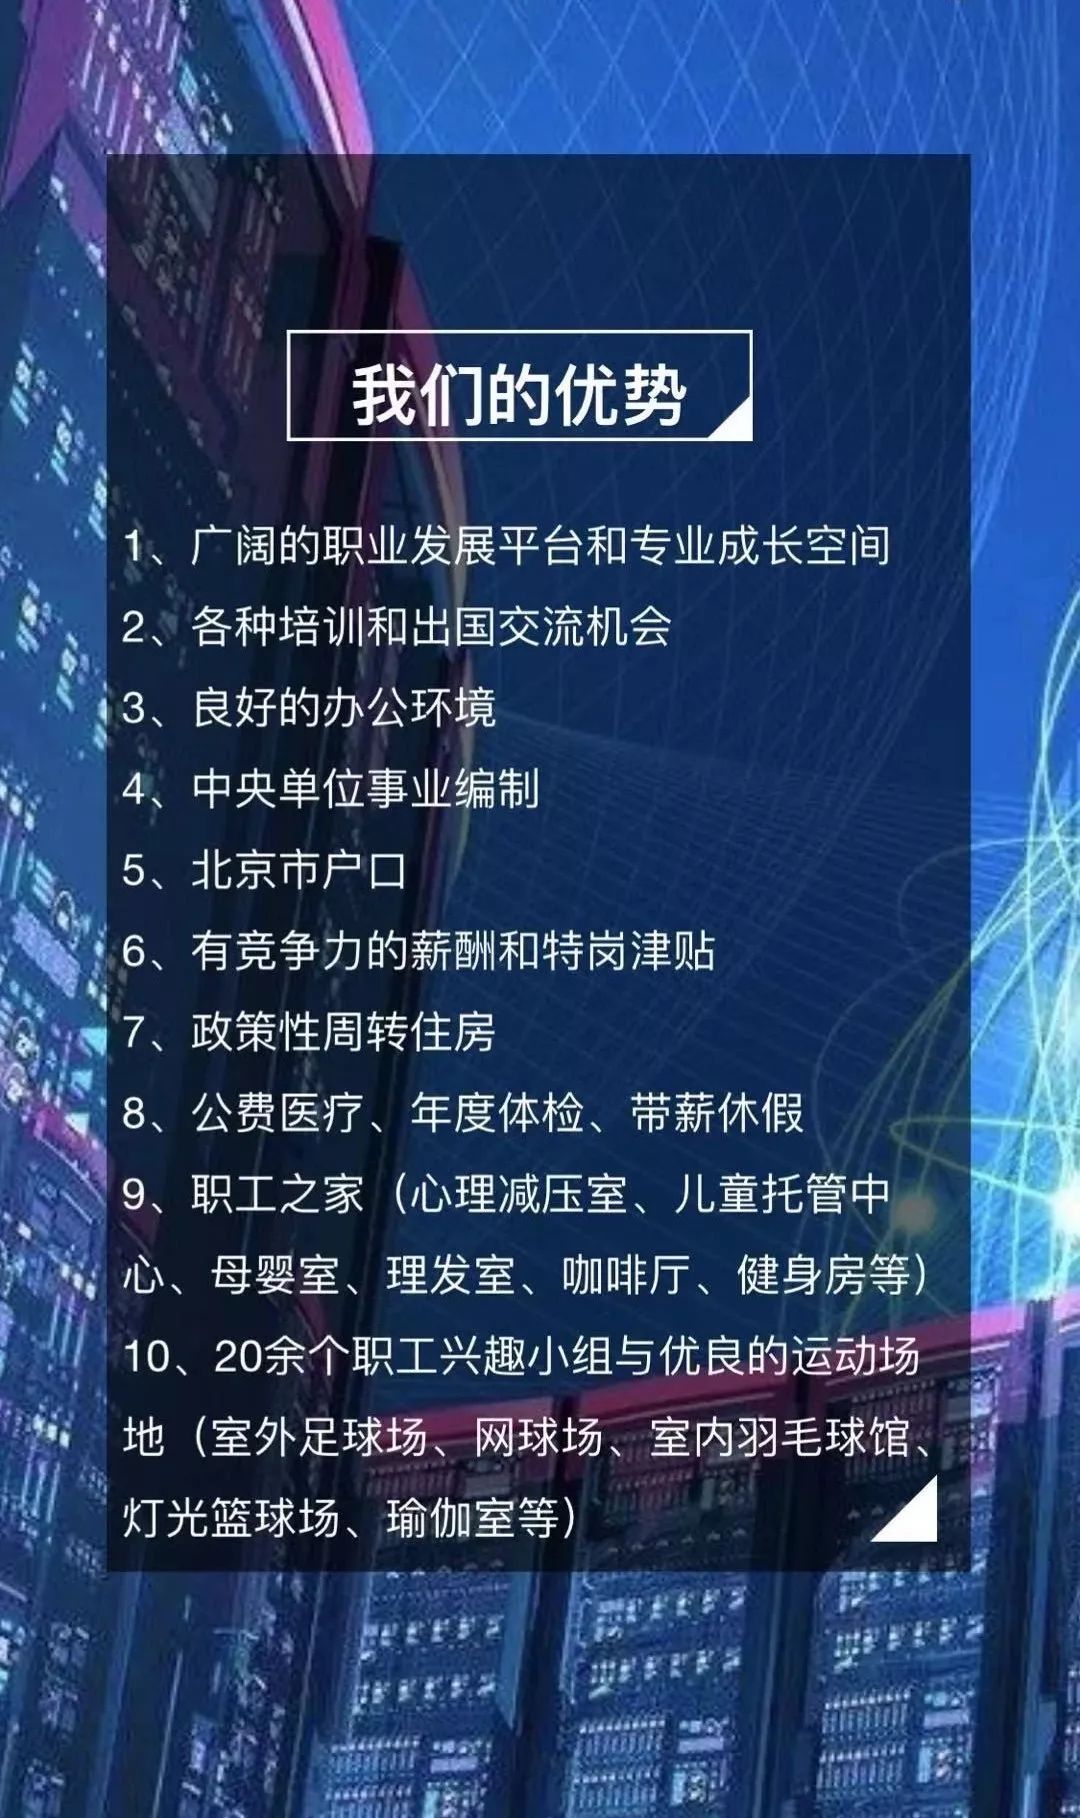 我们的优势
1、广阔的职业发展平台和专业成长空间
2、各种培训和出国交流机会
3、良好的办公环境
4、中央单位事业编制
5、北京市户口
6、有竞争力的薪酬和特岗津贴
7、政策性周转住房
8、公费医疗、年度体检、带薪休假
9、职工之家（心理减压室、儿童托管中
心、母婴室、理发室、咖啡厅、健身房等）
10、20余个职工兴趣小组与优良的运动场
地（室外足球场、网球场、室内羽毛球馆、
灯光篮球场、瑜伽室等）